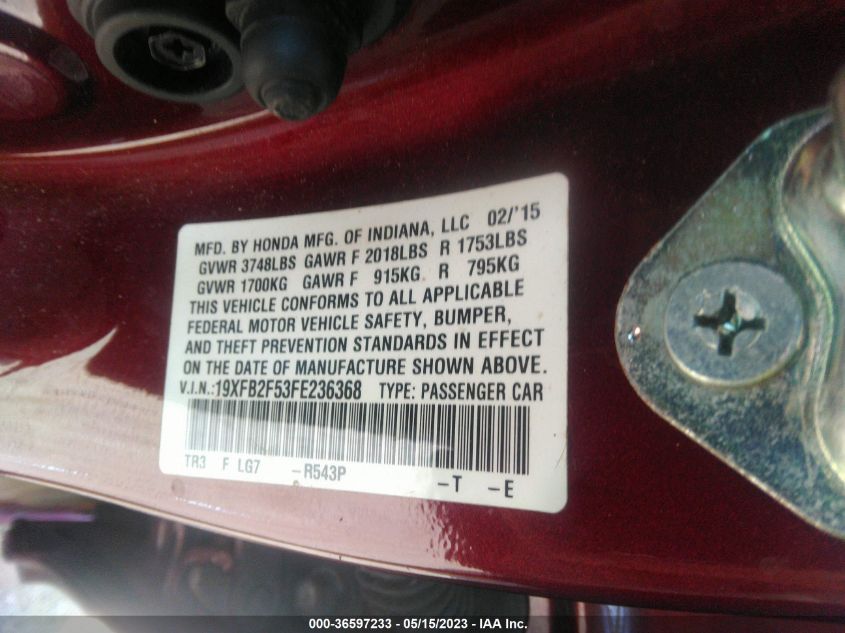 MFD. BY HONDA MFG. OF INDIANA, LLC 02/'15
GVWR 3748LBS GAWR F 2018LBS R 1753LBS
GVWR 1700KG GAWR F 915KG R 795KG
THIS VEHICLE CONFORMS TO ALL APPLICABLE
FEDERAL MOTOR VEHICLE SAFETY, BUMPER,
AND THEFT PREVENTION STANDARDS IN EFFECT
ON THE DATE OF MANUFACTURE SHOWN ABOVE.
V.I.N.:19XFB2F53FE236368 TYPE: PASSENGER CAR
TR3 F LG7 -R543P
-T -E
000-36597233 - 05/15/2023 - IAA Inc.